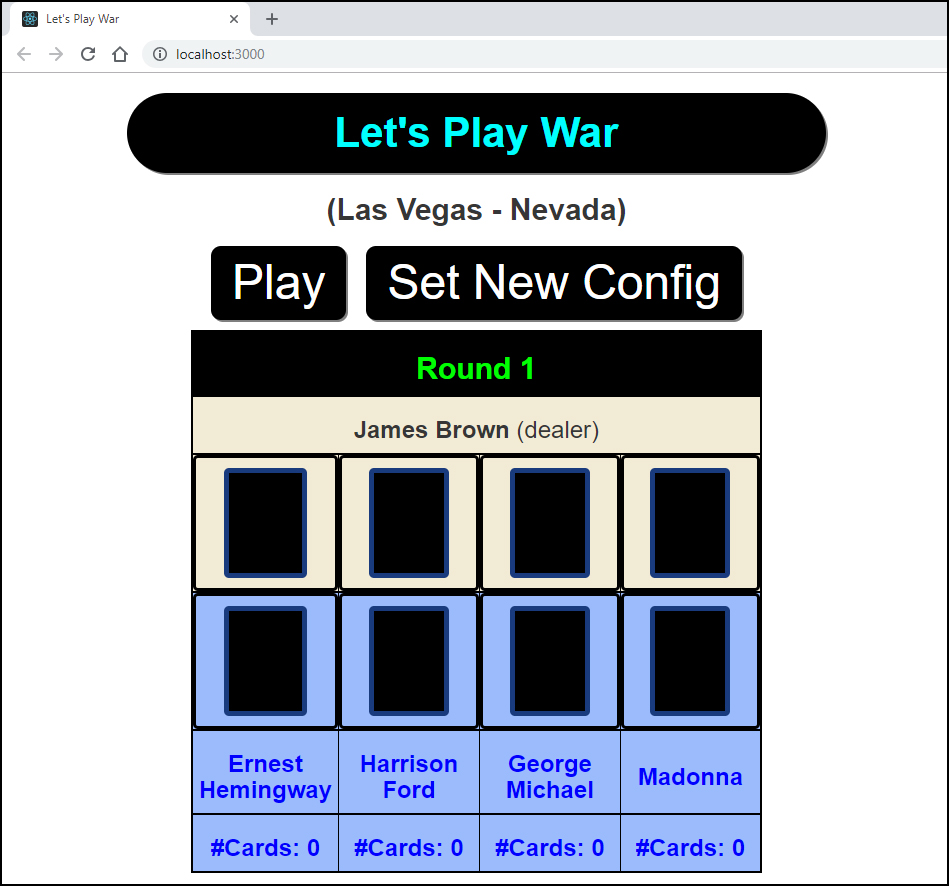 Let's Play War
localhost:3000
Let's Play War
(Las Vegas - Nevada)
Play Set New Config
Round 1
James Brown (dealer)
Ernest Hemingway
Harrison Ford
George Michael
Madonna
#Cards: 0 #Cards: 0 #Cards: 0 #Cards: 0